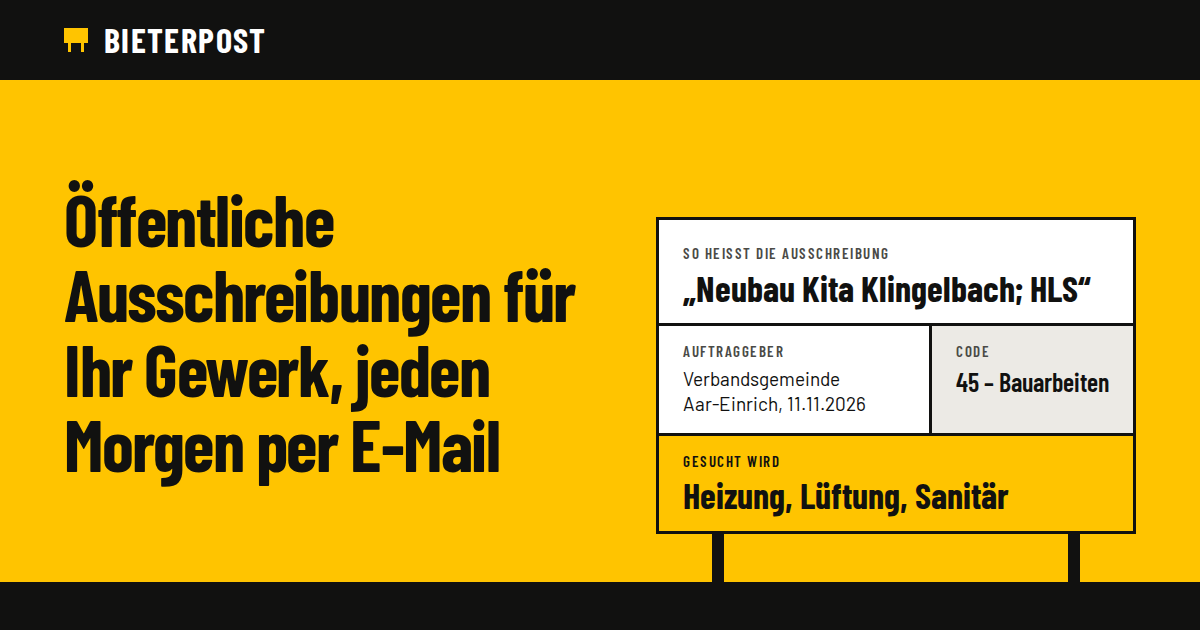 BIETERPOST
Öffentliche
Ausschreibungen für
Ihr Gewerk, jeden
Morgen per E-Mail
SO HEISST DIE AUSSCHREIBUNG
„Neubau Kita Klingelbach; HLS“
AUFTRAGGEBER
Verbandsgemeinde
Aar-Einrich, 11.11.2026
CODE
45 – Bauarbeiten
GESUCHT WIRD
Heizung, Lüftung, Sanitär